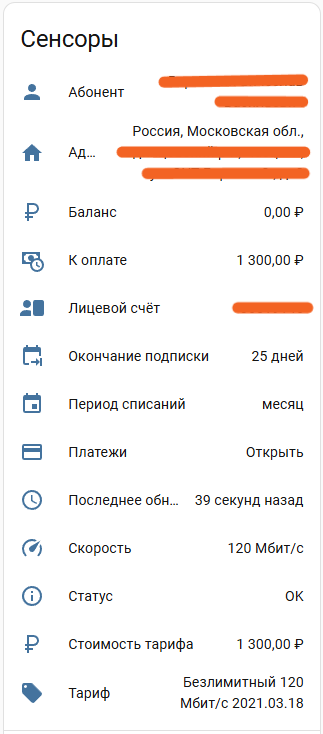 Сенсоры
Абонент
Россия, Московская обл.,
Ад...
Баланс 0,00 ₽
К оплате 1 300,00 ₽
Лицевой счёт
Окончание подписки 25 дней
Период списаний месяц
Платежи Открыть
Последнее обн... 39 секунд назад
Скорость 120 Мбит/с
Статус OK
Стоимость тарифа 1 300,00 ₽
Безлимитный 120
Тариф
Мбит/с 2021.03.18